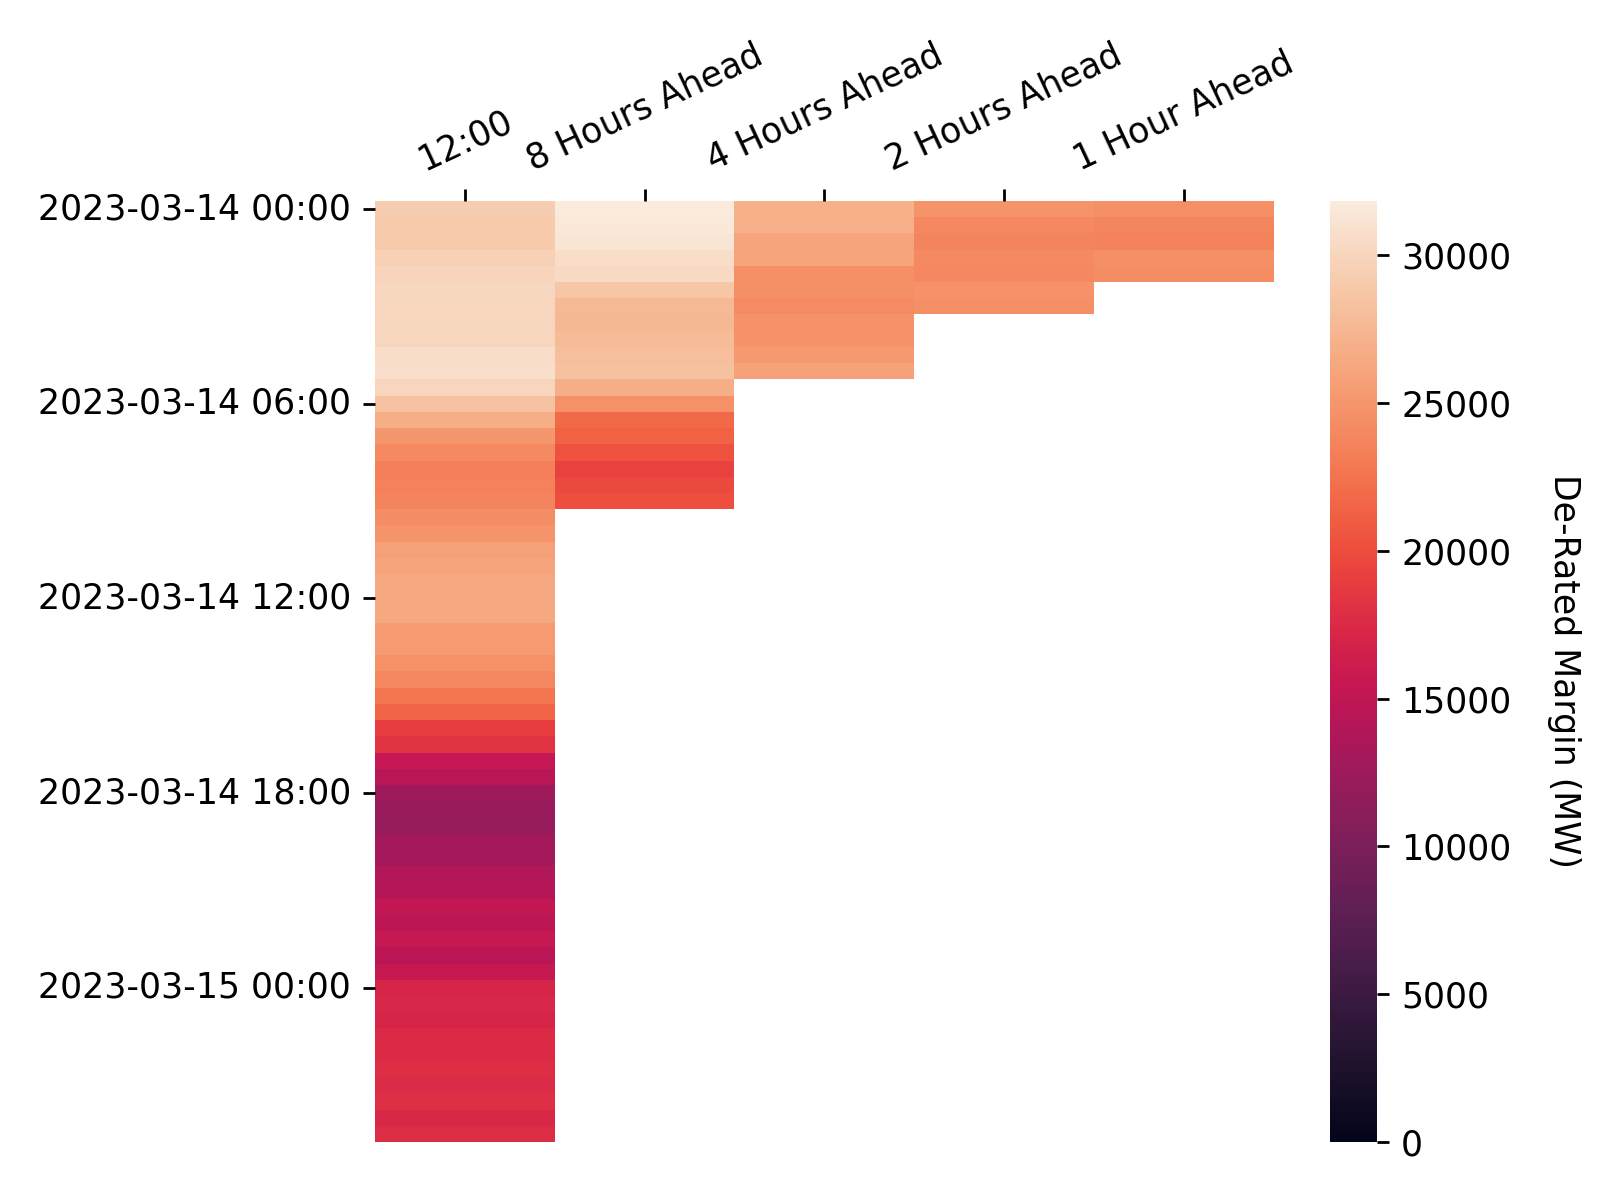 12:00
8 Hours Ahead
4 Hours Ahead
2 Hours Ahead
1 Hour Ahead
2023-03-14 00:00
2023-03-14 06:00
2023-03-14 12:00
2023-03-14 18:00
2023-03-15 00:00
30000
25000
20000
15000
10000
5000
0
De-Rated Margin (MW)